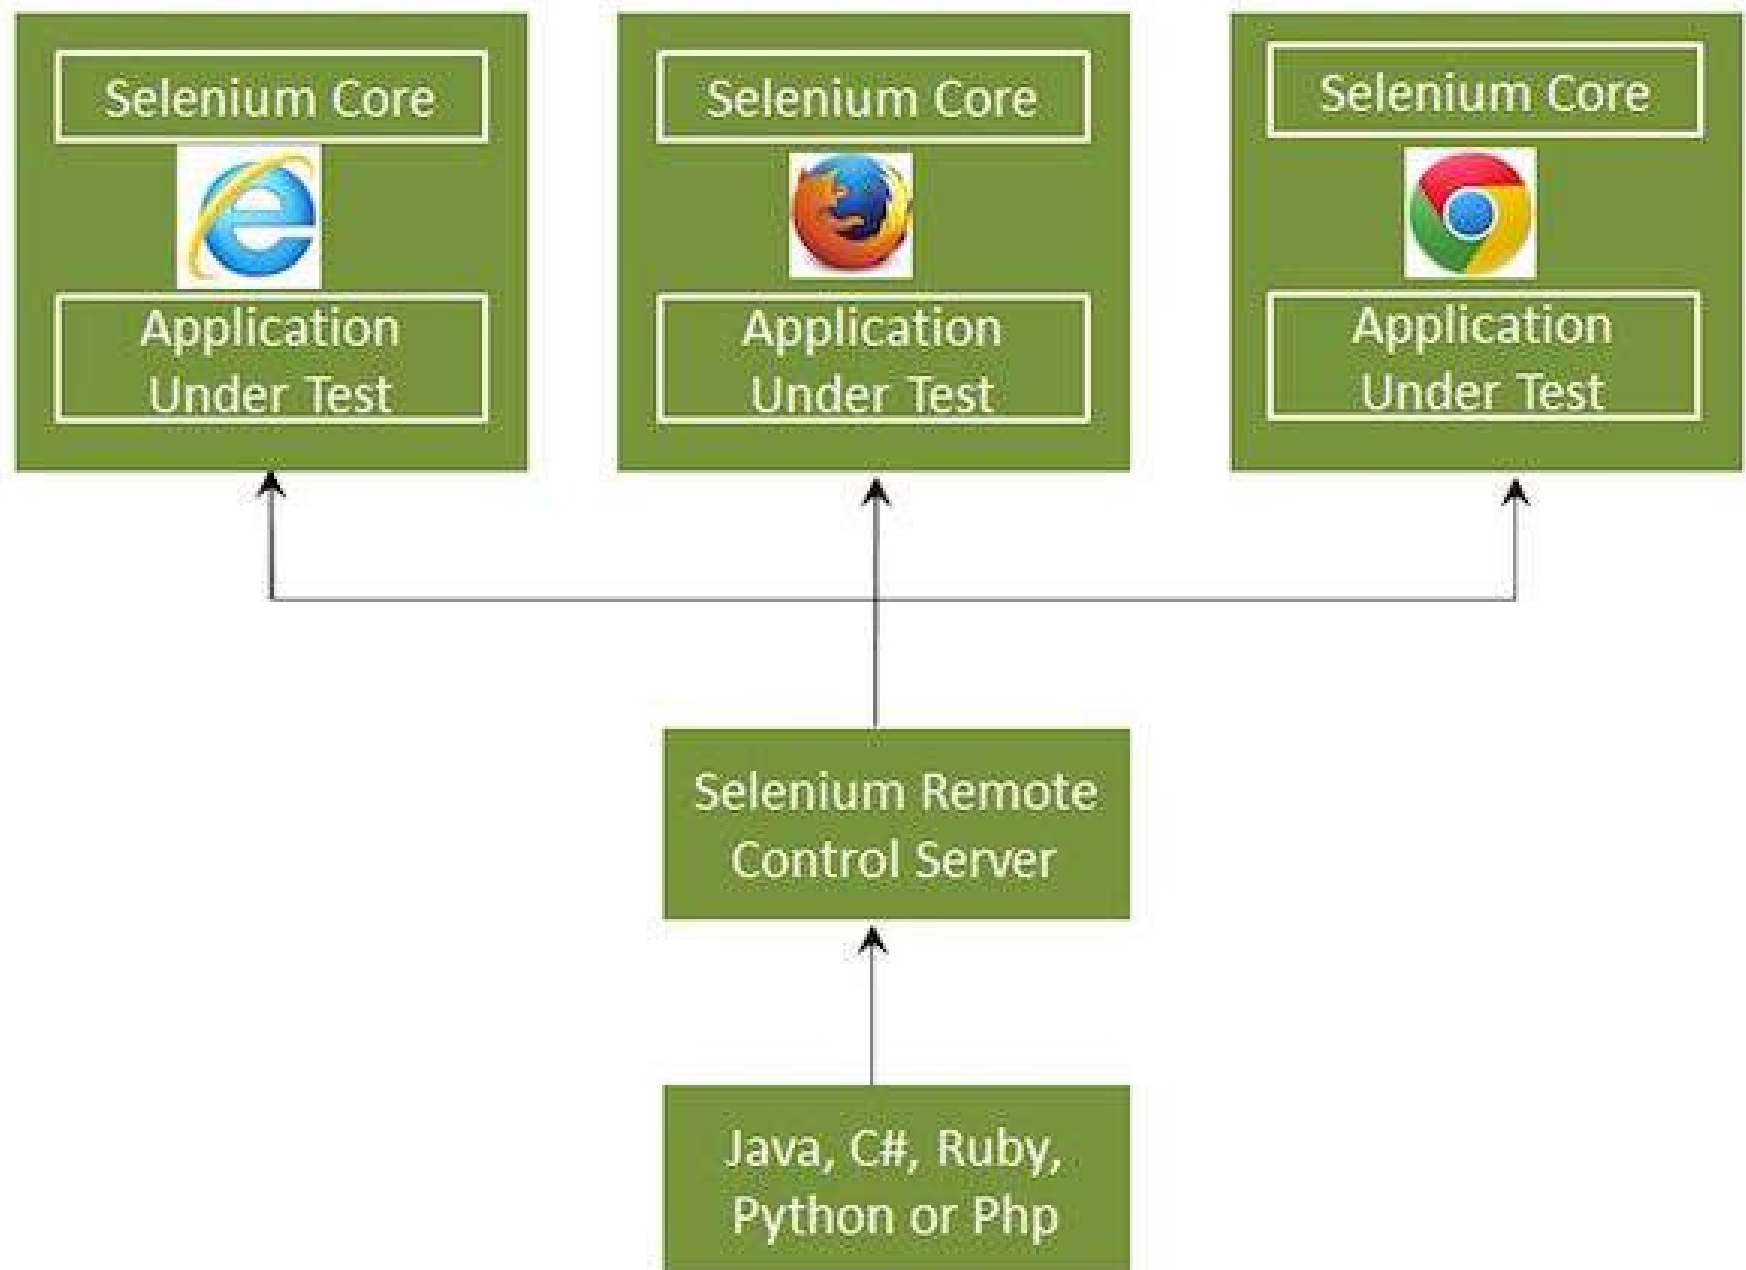 Selenium Core
Application
Under Test
Selenium Core
Application
Under Test
Selenium Core
Application
Under Test
Selenium Remote
Control Server
Java, C#, Ruby,
Python or Php